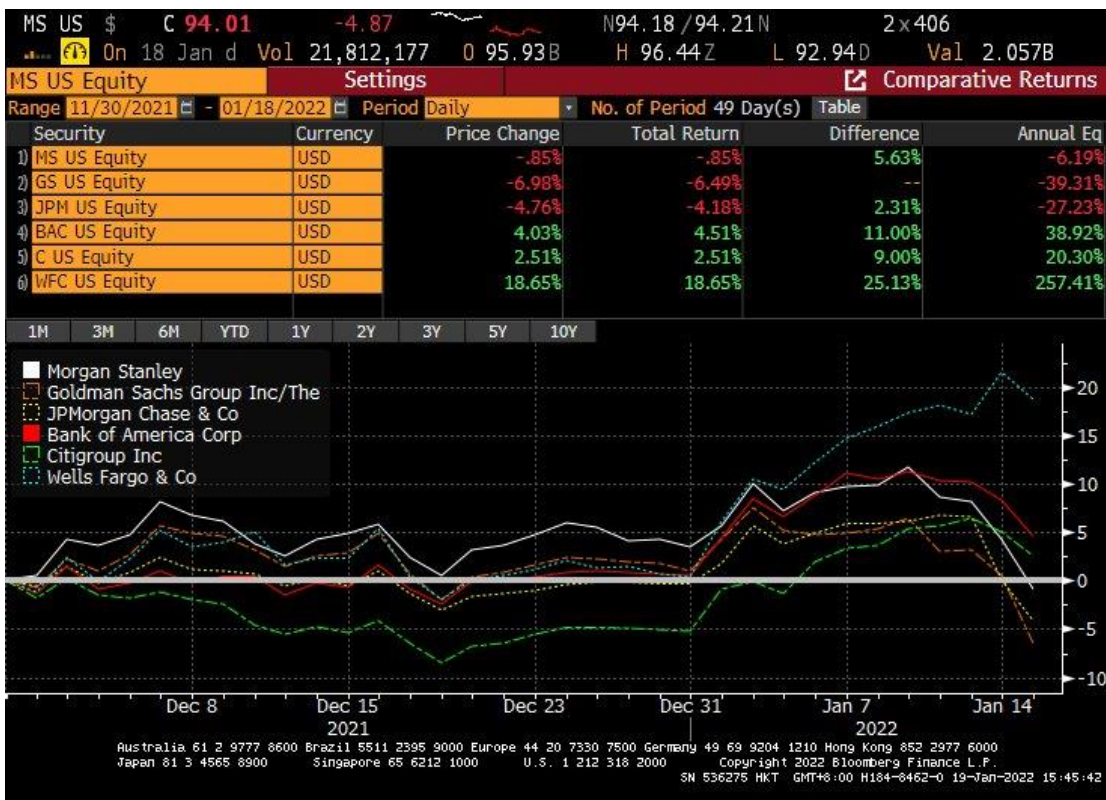 MS US $ C 94.01 -4.87 N94.18 /94.21N 2x406
On 18 Jan d Vol 21,812,177 O 95.93B H 96.44Z L 92.94D Val 2.057B
MS US Equity Settings Comparative Returns
Range 11/30/2021 - 01/18/2022 Period Daily No. of Period 49 Day(s) Table
Security Currency Price Change Total Return Difference Annual Eq
1) MS US Equity USD -.85% -.85% 5.63% -6.19%
2) GS US Equity USD -6.98% -6.49% -- -39.31%
3) JPM US Equity USD -4.76% -4.18% 2.31% -27.23%
4) BAC US Equity USD 4.03% 4.51% 11.00% 38.92%
5) C US Equity USD 2.51% 2.51% 9.00% 20.30%
6) WFC US Equity USD 18.65% 18.65% 25.13% 257.41%
1M 3M 6M YTD 1Y 2Y 3Y 5Y 10Y
Morgan Stanley
Goldman Sachs Group Inc/The
JPMorgan Chase & Co
Bank of America Corp
Citigroup Inc
Wells Fargo & Co
20
15
10
5
0
-5
-10
Dec 8 Dec 15 Dec 23 Dec 31 Jan 7 Jan 14
2021 2022
Australia 61 2 9777 8600 Brazil 5511 2395 9000 Europe 44 20 7330 7500 Germany 49 69 9204 1210 Hong Kong 852 2977 6000
Japan 81 3 4565 8900 Singapore 65 6212 1000 U.S. 1 212 318 2000 Copyright 2022 Bloomberg Finance L.P.
SN 536275 HKT GMT+8:00 H184-8462-0 19-Jan-2022 15:45:42